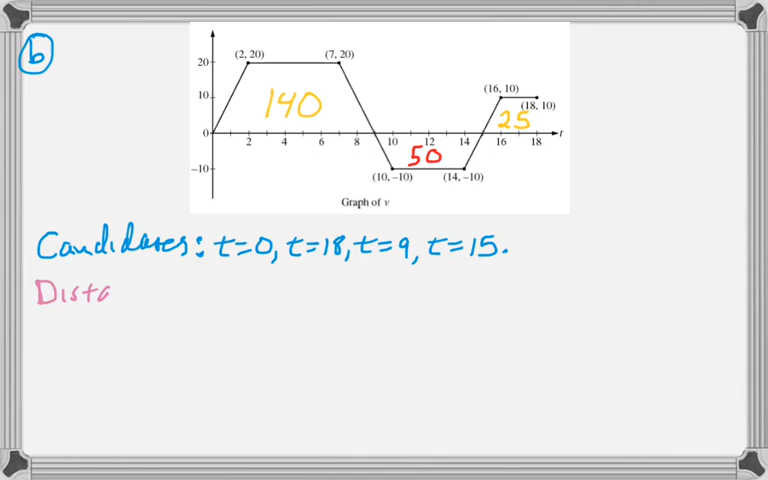 b
(2, 20) (7, 20)
20
140
(16, 10)
10
(18, 10)
25
0
2 4 6 8 10 12 14 16 18 t
50
-10
(10, -10) (14, -10)
Graph of v
Candidates: t=0, t=18, t=9, t=15.
Dista